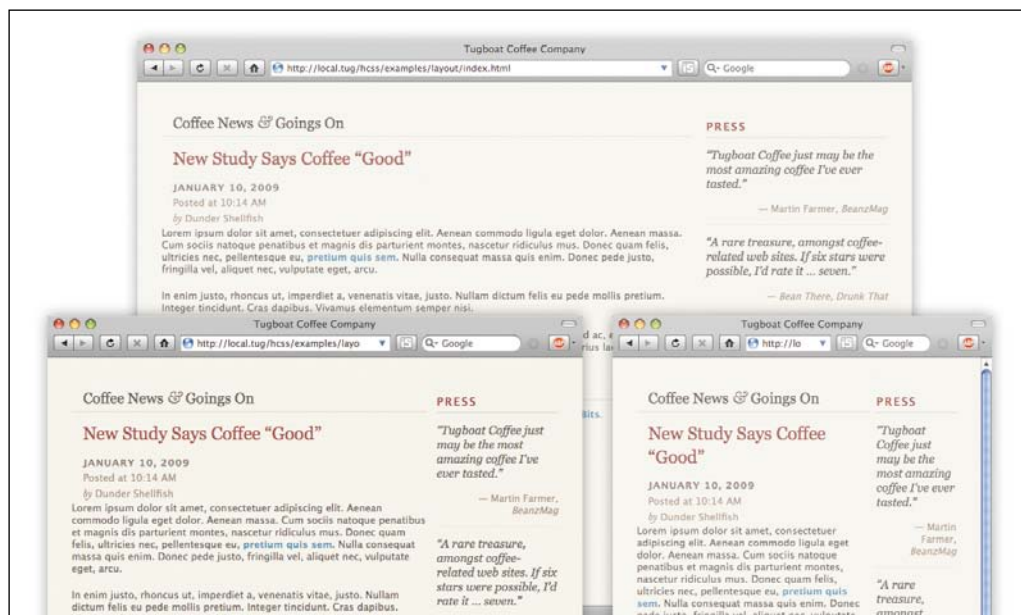 Tugboat Coffee Company
http://local.tug/hcss/examples/layout/index.html
Google
Coffee News & Goings On
New Study Says Coffee “Good”
JANUARY 10, 2009
Posted at 10:14 AM
by Dunder Shellfish
Lorem ipsum dolor sit amet, consectetuer adipiscing elit. Aenean commodo ligula eget dolor. Aenean massa.
Cum sociis natoque penatibus et magnis dis parturient montes, nascetur ridiculus mus. Donec quam felis,
ultricies nec, pellentesque eu, pretium quis sem. Nulla consequat massa quis enim. Donec pede justo,
fringilla vel, aliquet nec, vulputate eget, arcu.
In enim justo, rhoncus ut, imperdiet a, venenatis vitae, justo. Nullam dictum felis eu pede mollis pretium.
Integer tincidunt. Cras dapibus. Vivamus elementum semper nisi.
PRESS
“Tugboat Coffee just may be the
most amazing coffee I’ve ever
tasted.”
— Martin Farmer, BeanzMag
“A rare treasure, amongst coffee-
related web sites. If six stars were
possible, I’d rate it ... seven.”
— Bean There, Drunk That
d ac,
rius
Bits.
Tugboat Coffee Company
http://local.tug/hcss/examples/layo
Google
Coffee News & Goings On
New Study Says Coffee “Good”
JANUARY 10, 2009
Posted at 10:14 AM
by Dunder Shellfish
Lorem ipsum dolor sit amet, consectetuer adipiscing elit. Aenean
commodo ligula eget dolor. Aenean massa. Cum sociis natoque penatibus
et magnis dis parturient montes, nascetur ridiculus mus. Donec quam
felis, ultricies nec, pellentesque eu, pretium quis sem. Nulla consequat
massa quis enim. Donec pede justo, fringilla vel, aliquet nec, vulputate
eget, arcu.
In enim justo, rhoncus ut, imperdiet a, venenatis vitae, justo. Nullam
dictum felis eu pede mollis pretium. Integer tincidunt. Cras dapibus.
PRESS
“Tugboat Coffee just
may be the most
amazing coffee I’ve
ever tasted.”
— Martin Farmer,
BeanzMag
“A rare treasure,
amongst coffee-
related web sites. If six
stars were possible, I’d
rate it ... seven.”
Tugboat Coffee Company
http://lo
Google
Coffee News & Goings On
New Study Says Coffee
“Good”
JANUARY 10, 2009
Posted at 10:14 AM
by Dunder Shellfish
Lorem ipsum dolor sit amet, consectetuer
adipiscing elit. Aenean commodo ligula eget
dolor. Aenean massa. Cum sociis natoque
penatibus et magnis dis parturient montes,
nascetur ridiculus mus. Donec quam felis,
ultricies nec, pellentesque eu, pretium quis
sem. Nulla consequat massa quis enim. Donec
pede justo, fringilla vel, aliquet nec, vulputate
PRESS
“Tugboat
Coffee just
may be the
most amazing
coffee I’ve ever
tasted.”
— Martin
Farmer,
BeanzMag
“A rare
treasure,
amongst